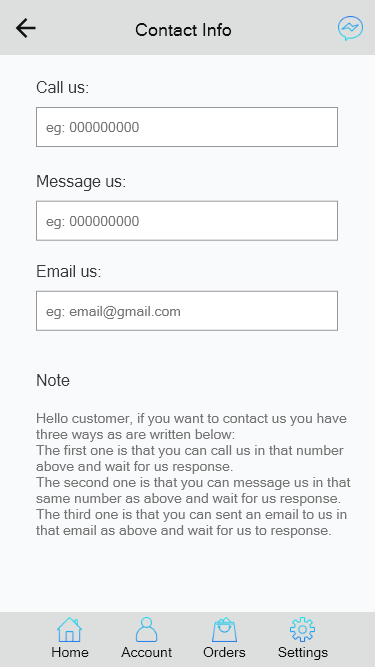 Contact Info
Call us:
eg: 000000000
Message us:
eg: 000000000
Email us:
eg: email@gmail.com
Note
Hello customer, if you want to contact us you have
three ways as are written below:
The first one is that you can call us in that number
above and wait for us response.
The second one is that you can message us in that
same number as above and wait for us response.
The third one is that you can sent an email to us in
that email as above and wait for us to response.
Home
Account
Orders
Settings